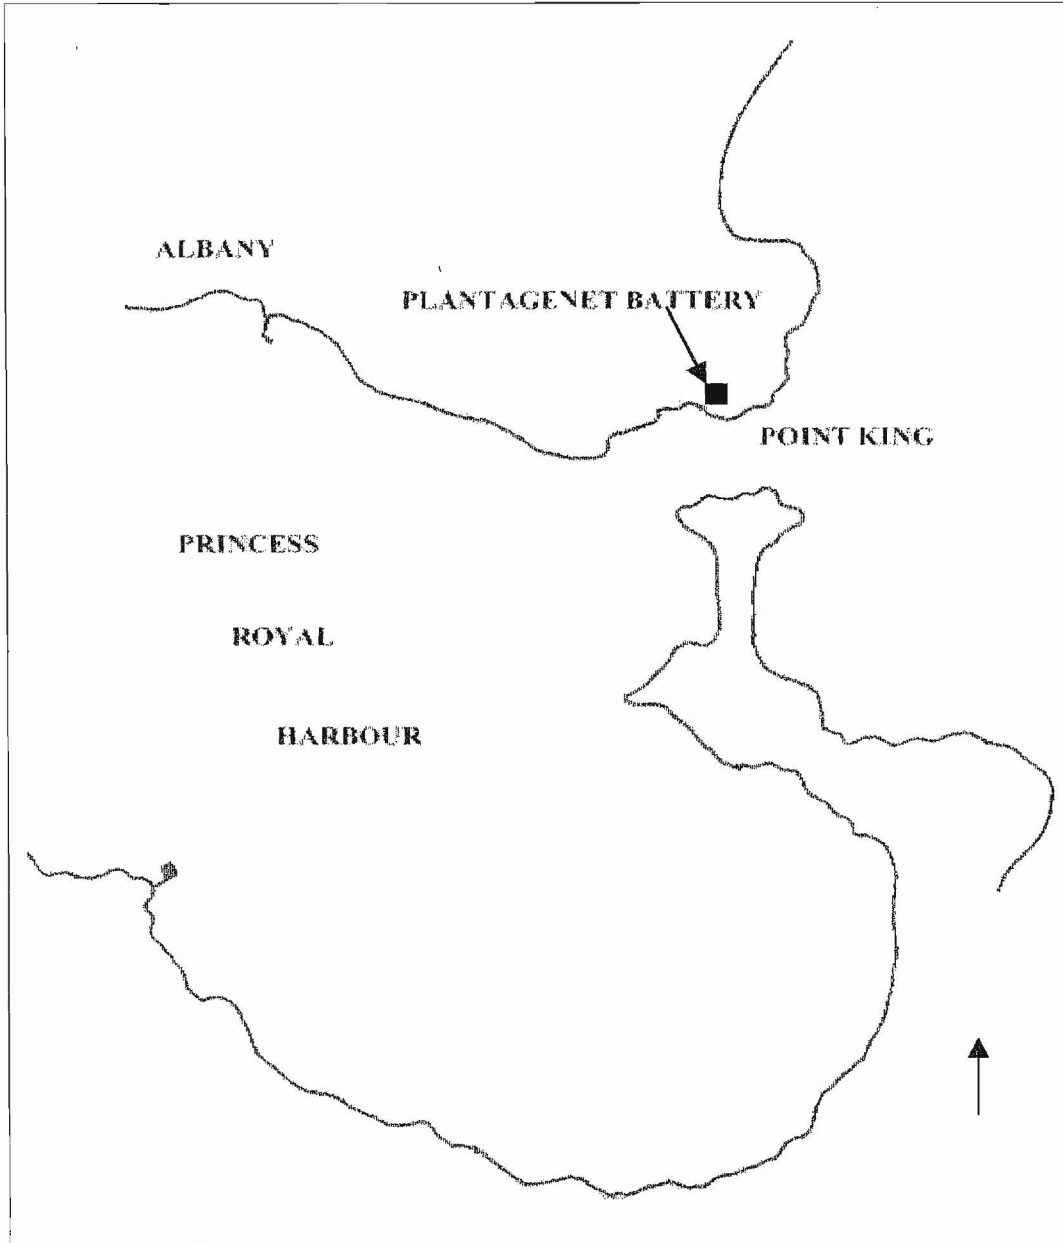 ALBANY
PLANTAGENET BATTERY
POINT KING
PRINCESS
ROYAL
HARBOUR